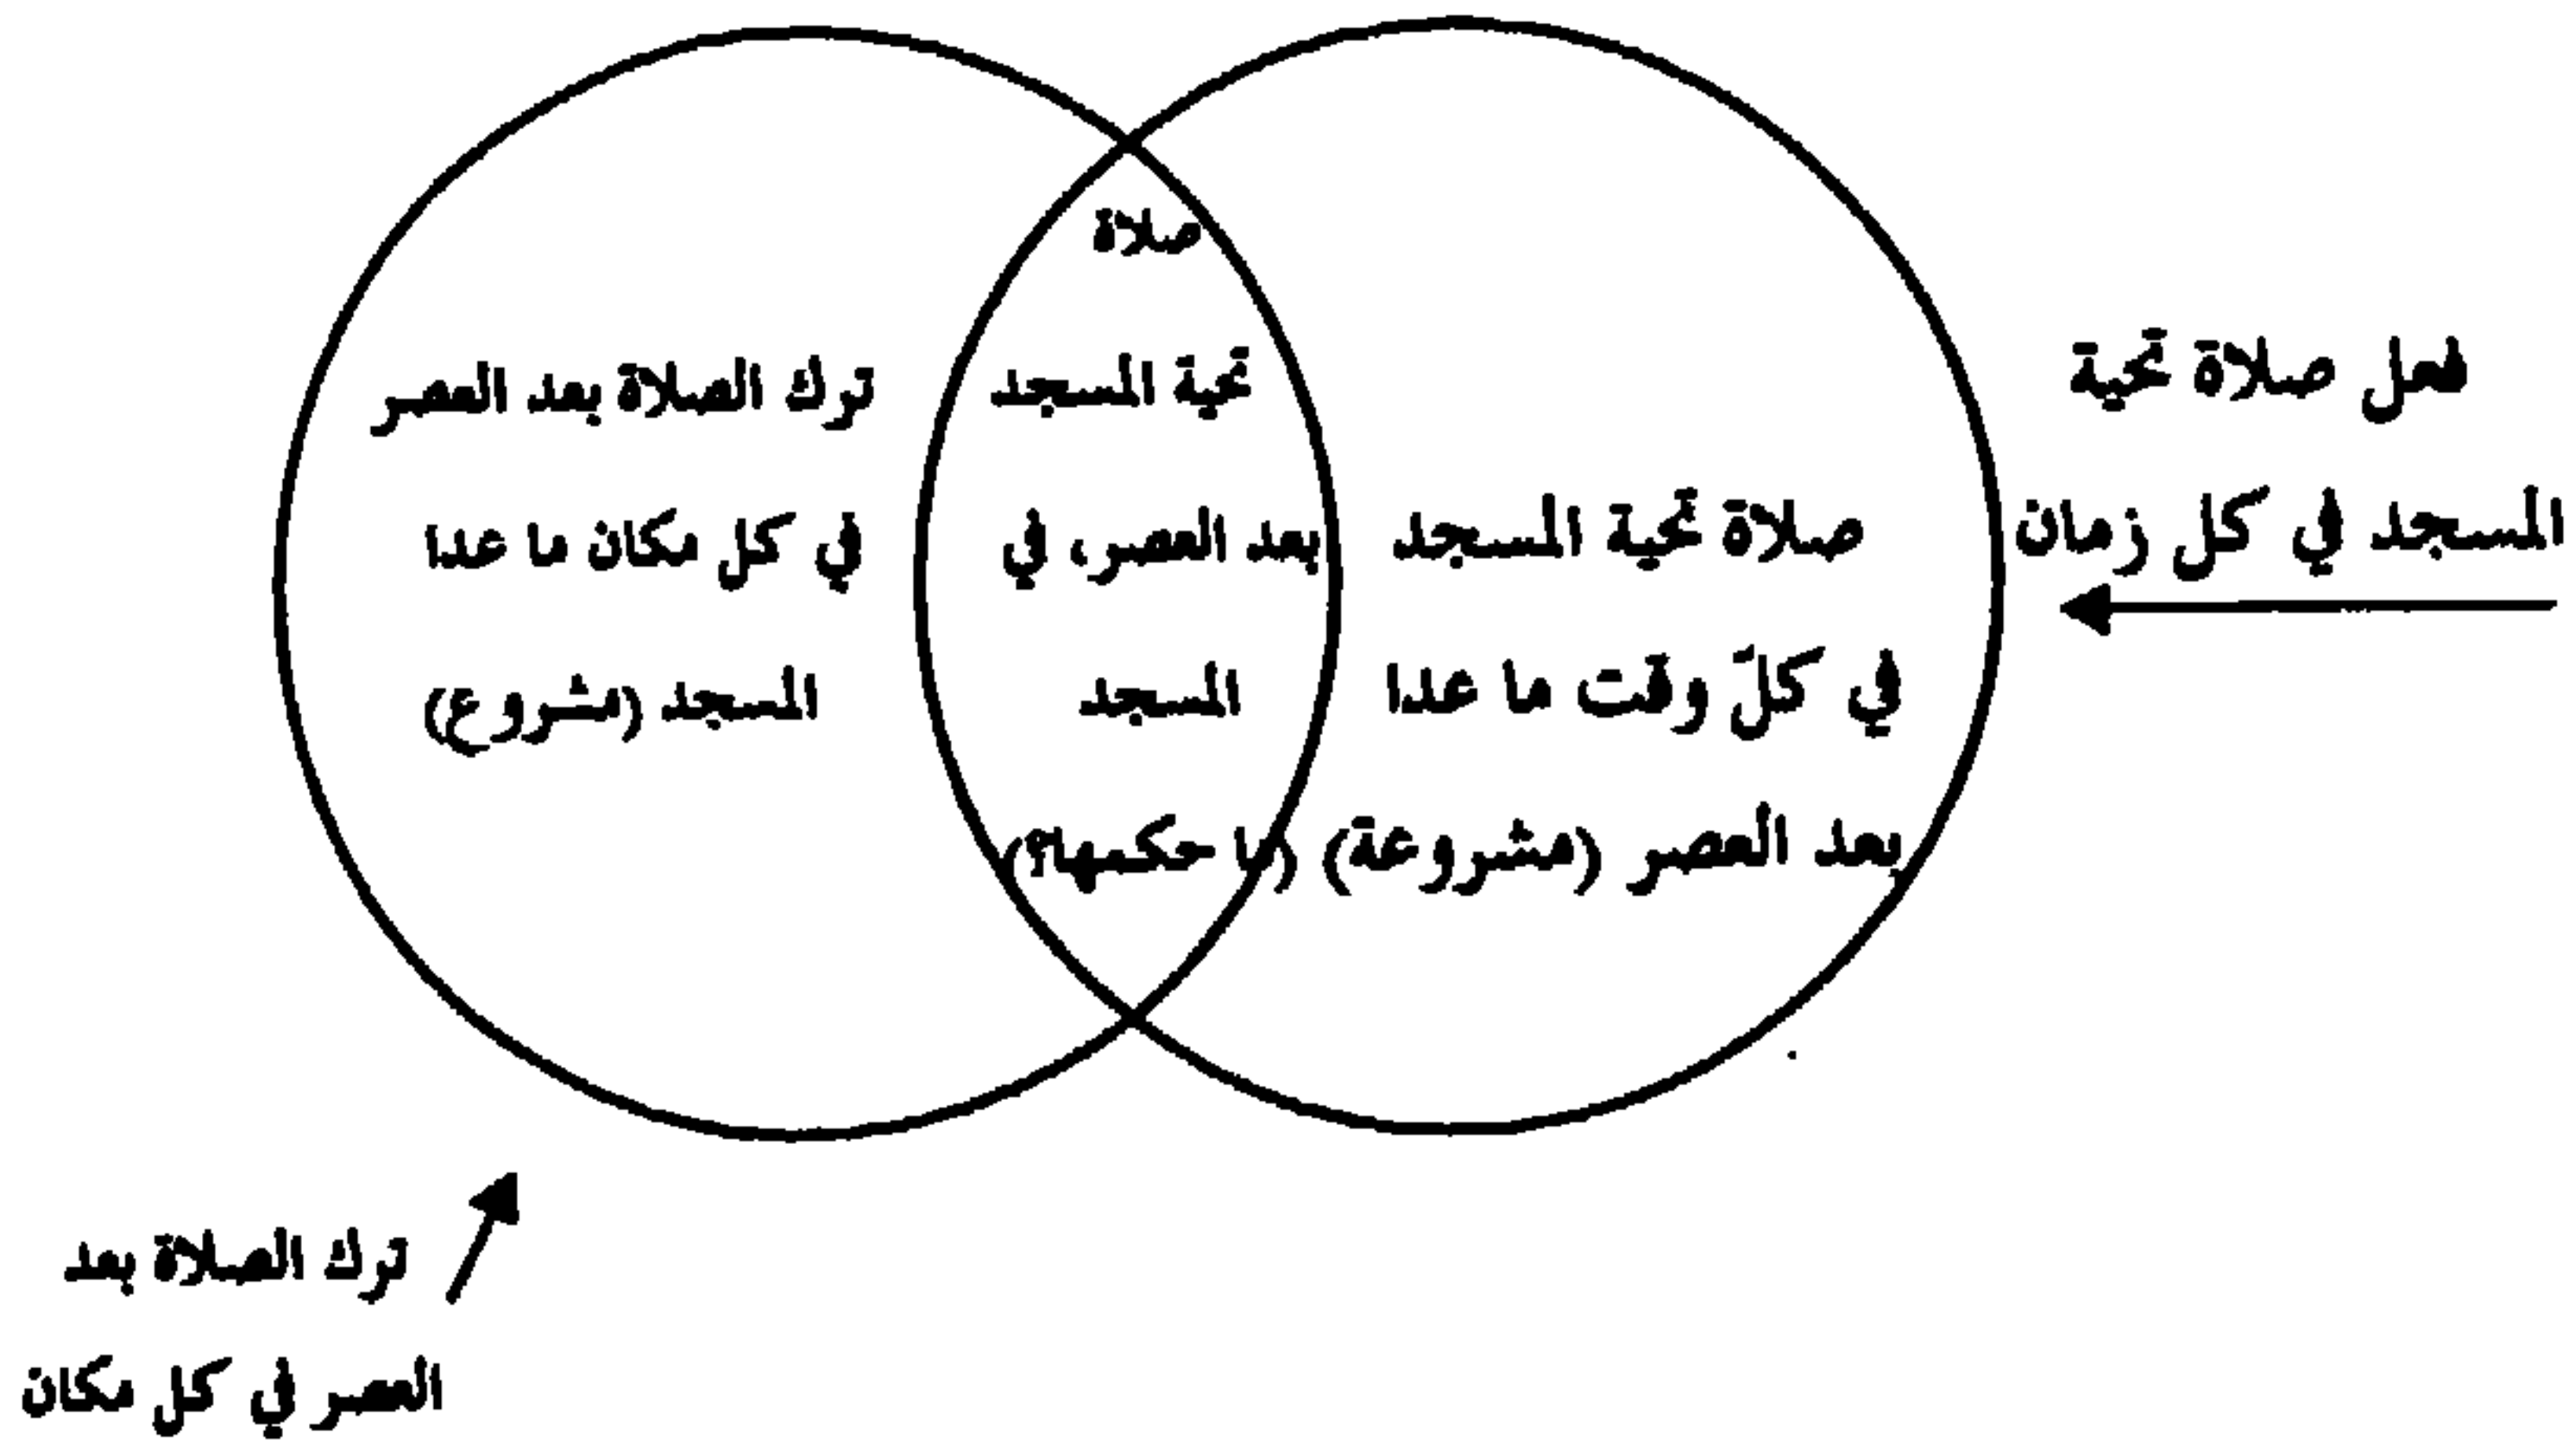 فعل صلاة تحية
المسجد في كل زمان
صلاة تحية المسجد
في كلّ وقت ما عدا
بعد العصر (مشروعة)
صلاة
تحية المسجد
بعد العصر، في
المسجد
(ما حكمها؟)
ترك الصلاة بعد العصر
في كل مكان ما عدا
المسجد (مشروع)
ترك الصلاة بعد
العصر في كل مكان